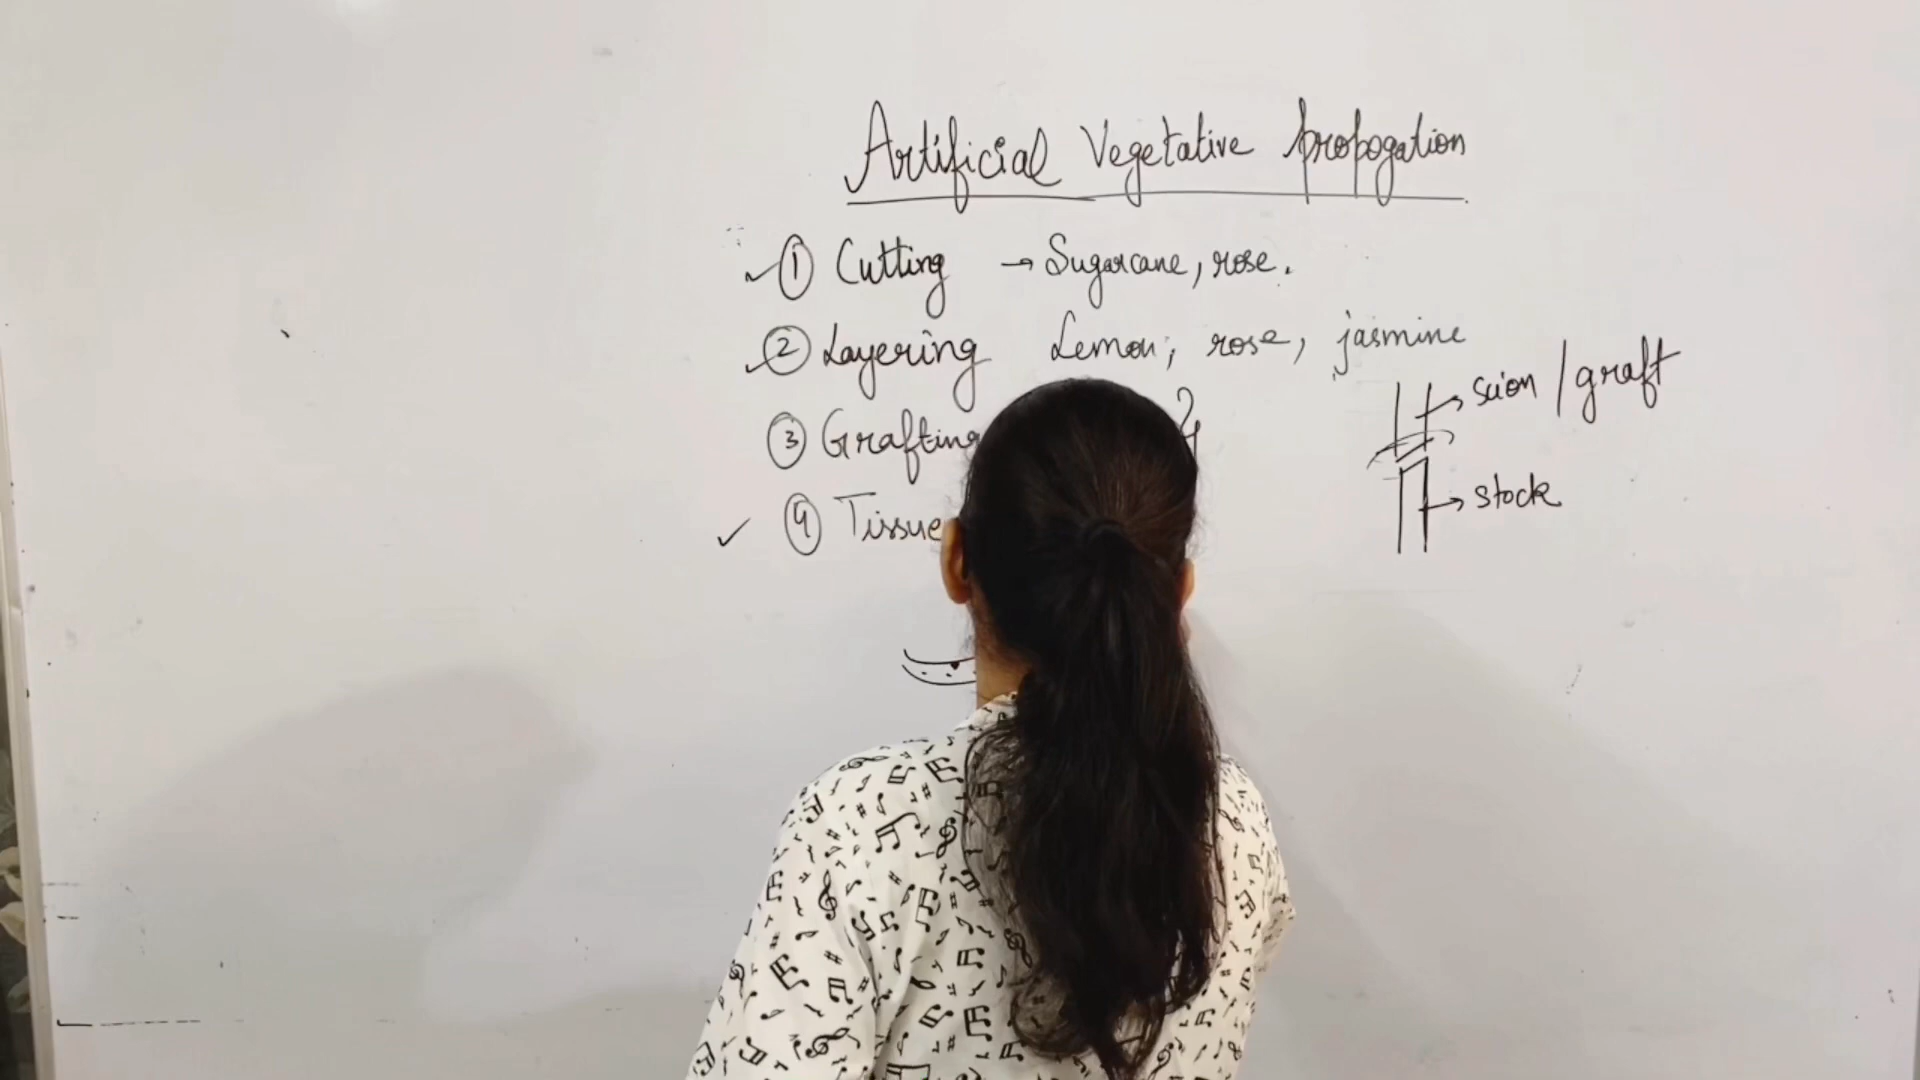 Artificial Vegetative propogation
① Cutting → Sugarcane, rose.
② Layering Lemon, rose, jasmine
→ scion / graft
③ Grafting
→ stock
④ Tissue